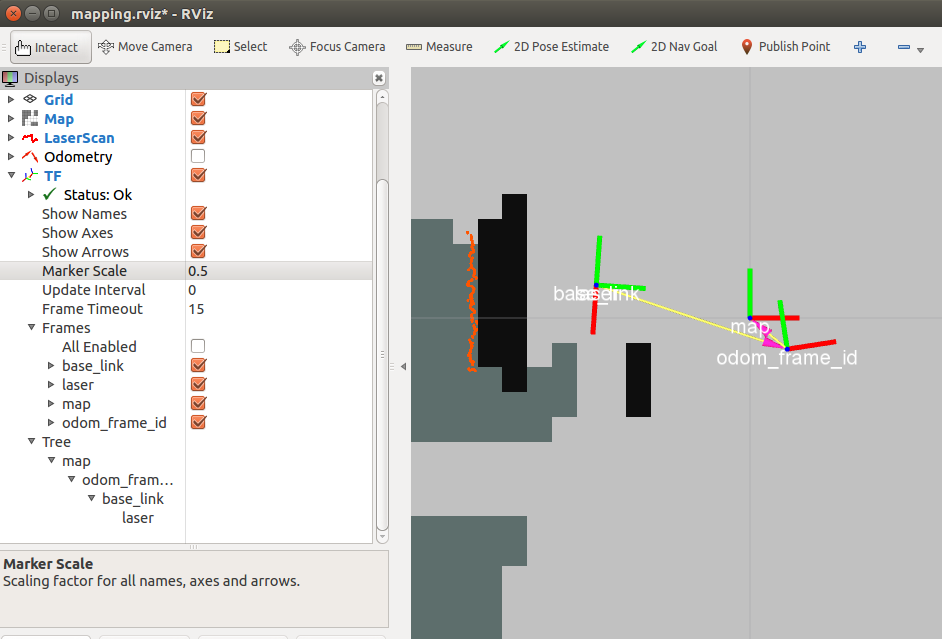 mapping.rviz* - RViz
Interact Move Camera Select Focus Camera Measure 2D Pose Estimate 2D Nav Goal Publish Point
Displays
Grid
Map
LaserScan
Odometry
TF
Status: Ok
Show Names
Show Axes
Show Arrows
Marker Scale 0.5
Update Interval 0
Frame Timeout 15
Frames
All Enabled
base_link
laser
map
odom_frame_id
Tree
map
odom_fram...
base_link
laser
Marker Scale
Scaling factor for all names, axes and arrows.
base_link
laser
map
odom_frame_id